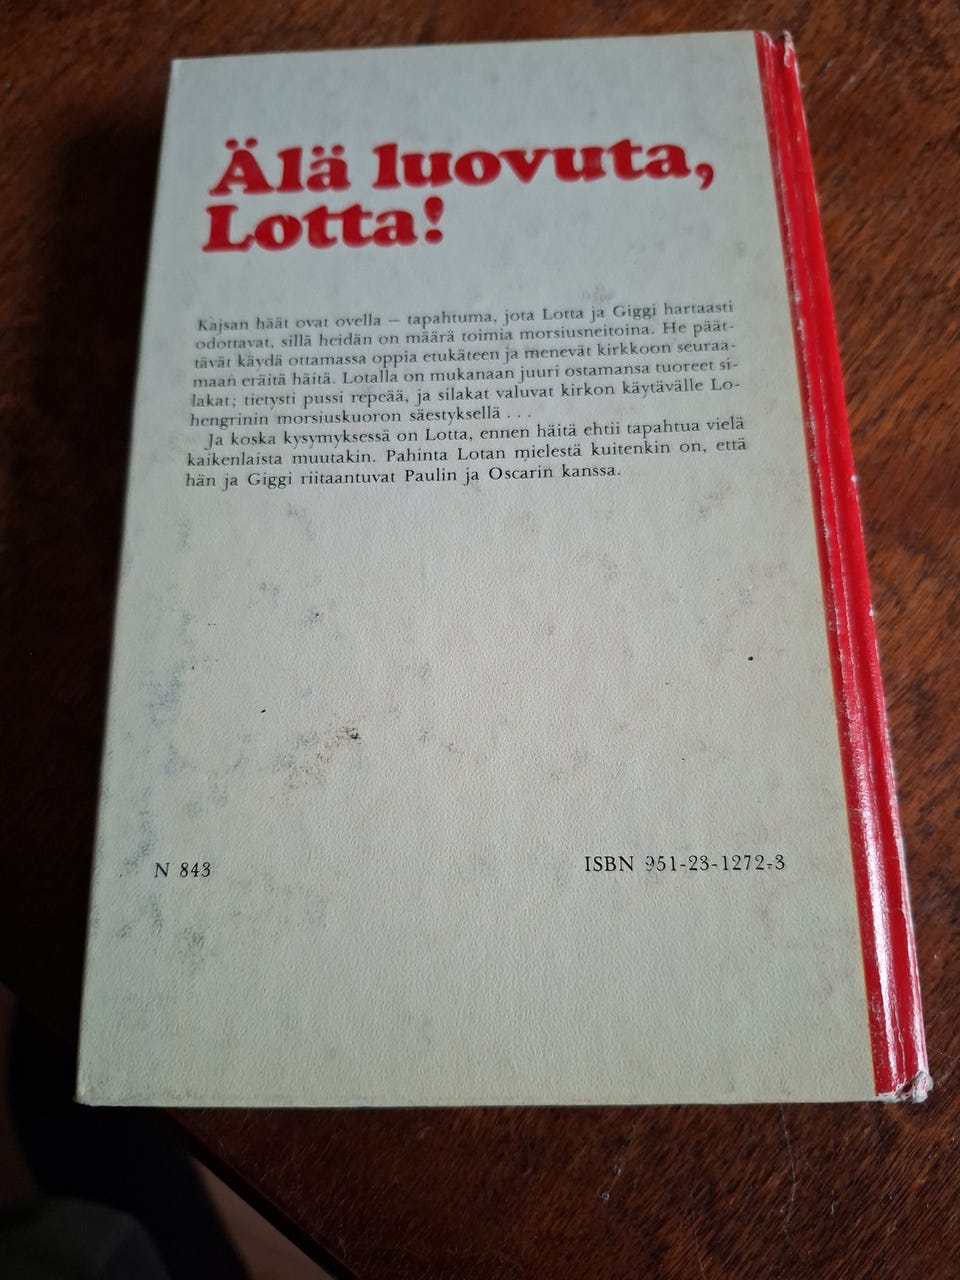 Älä luovuta,
Lotta!
Kajsan häät ovat ovella – tapahtuma, jota Lotta ja Giggi hartaasti
odottavat, sillä heidän on määrä toimia morsiusneitoina. He päät-
tävät käydä ottamassa oppia etukäteen ja menevät kirkkoon seuraa-
maan eräitä häitä. Lotalla on mukanaan juuri ostamansa tuoreet si-
lakat; tietysti pussi repeää, ja silakat valuvat kirkon käytävälle Lo-
hengrinin morsiuskuoron säestyksellä . . .
Ja koska kysymyksessä on Lotta, ennen häitä ehtii tapahtua vielä
kaikenlaista muutakin. Pahinta Lotan mielestä kuitenkin on, että
hän ja Giggi riitaantuvat Paulin ja Oscarin kanssa.
N 843
ISBN 951-23-1272-3